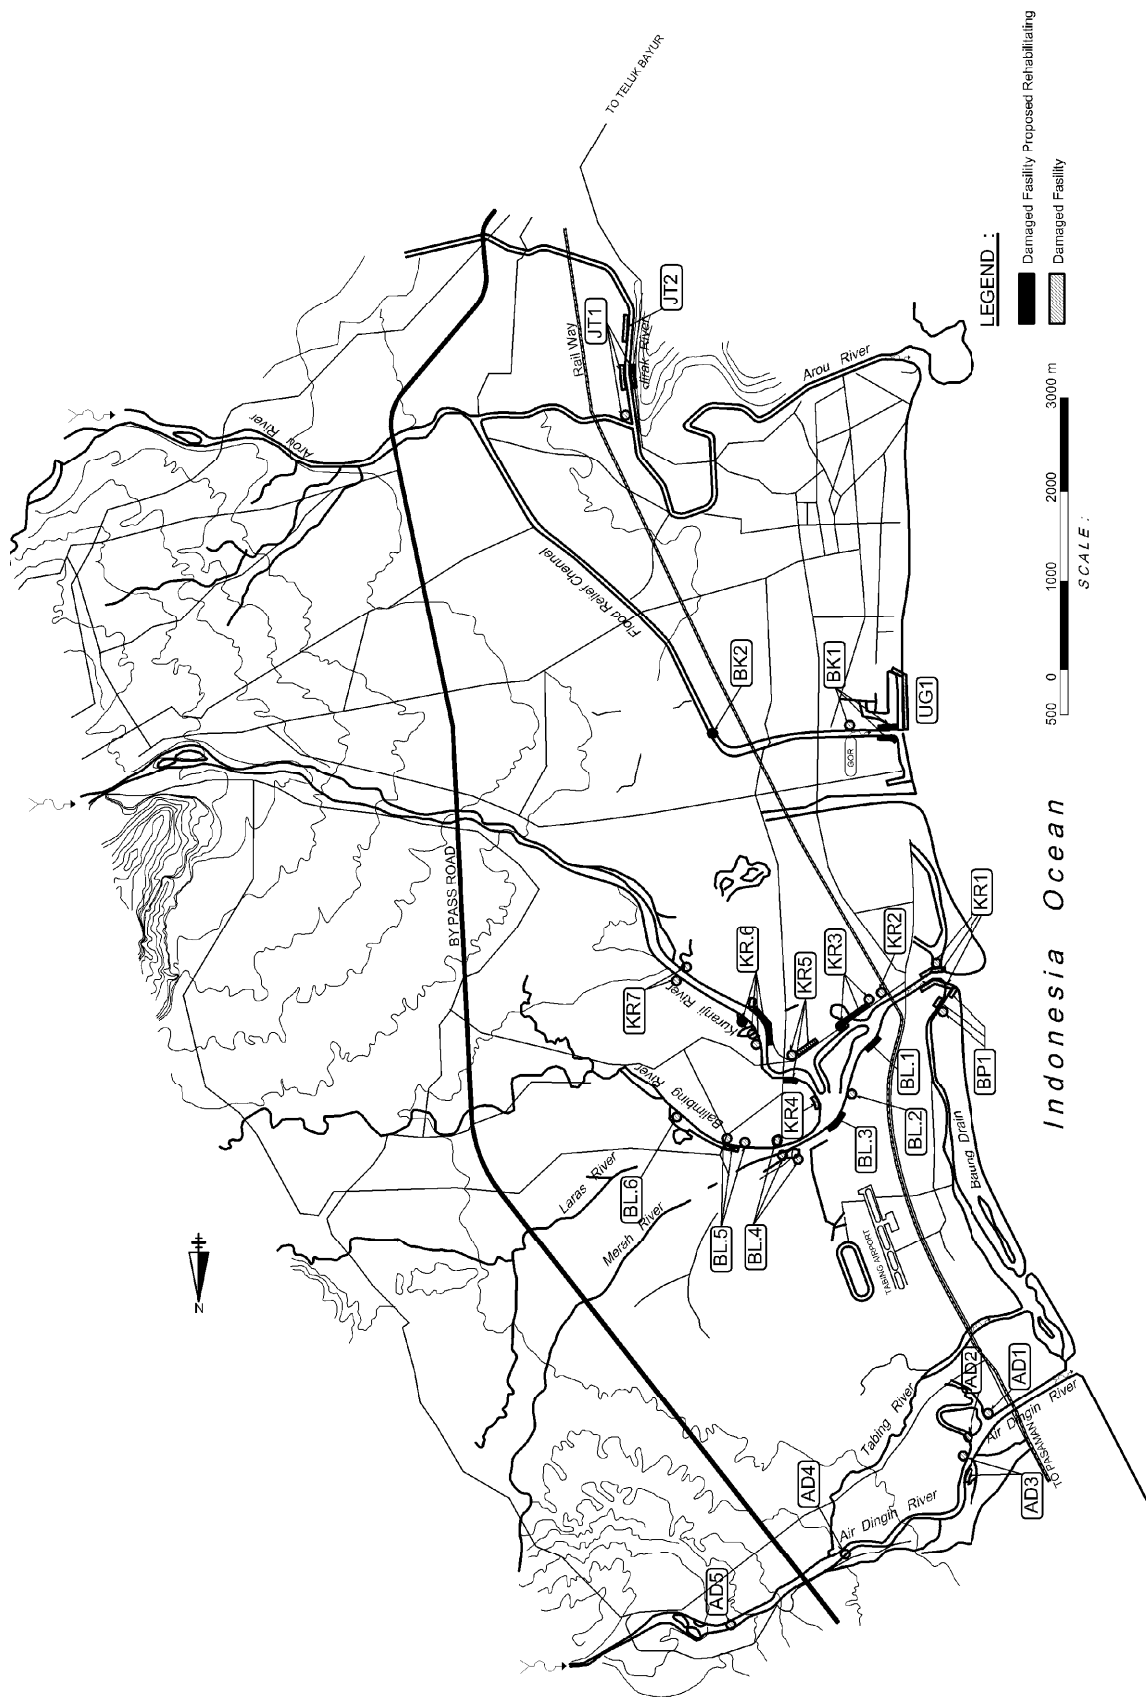 TO TELUK BAYUR
LEGEND :
Damaged Fasility Proposed Rehabilitating
Damaged Fasility
JT2
JT1
Rail Way
Jirak River
Arou River
Arou River
Flood Relief Channel
BK2
BK1
UG1
GOR
500 0 1000 2000 3000 m
SCALE :
BY PASS ROAD
Indonesia Ocean
KR1
KR2
KR3
KR5
KR.6
KR7
Kuranji River
KR4
BP1
BL.1
BL.2
BL.3
BL.4
BL.5
BL.6
Balimbing River
Laras River
Merah River
Baung Drain
TABING AIRPORT
N
Tabing River
AD2
AD1
Air Dingin River
TO PASAMAN
AD3
AD4
Air Dingin River
AD5